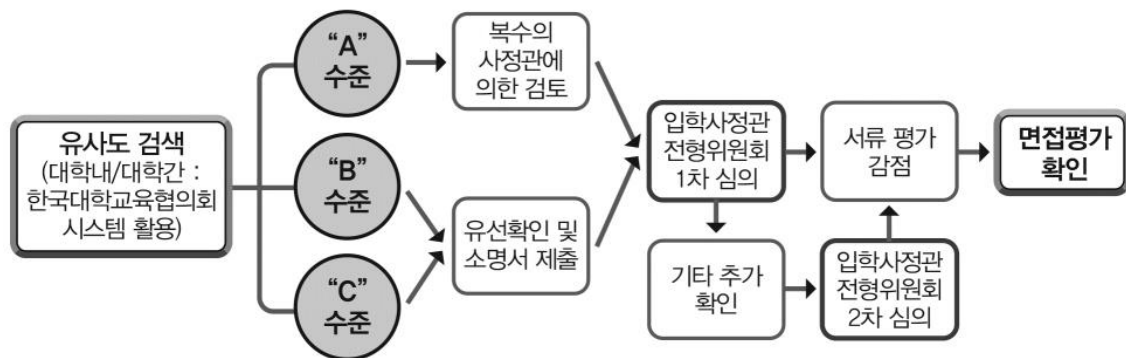 유사도 검색
(대학내/대학간 :
한국대학교육협의회
시스템 활용)
“A”
수준
“B”
수준
“C”
수준
복수의
사정관에
의한 검토
유선확인 및
소명서 제출
입학사정관
전형위원회
1차 심의
기타 추가
확인
서류 평가
감점
입학사정관
전형위원회
2차 심의
면접평가
확인